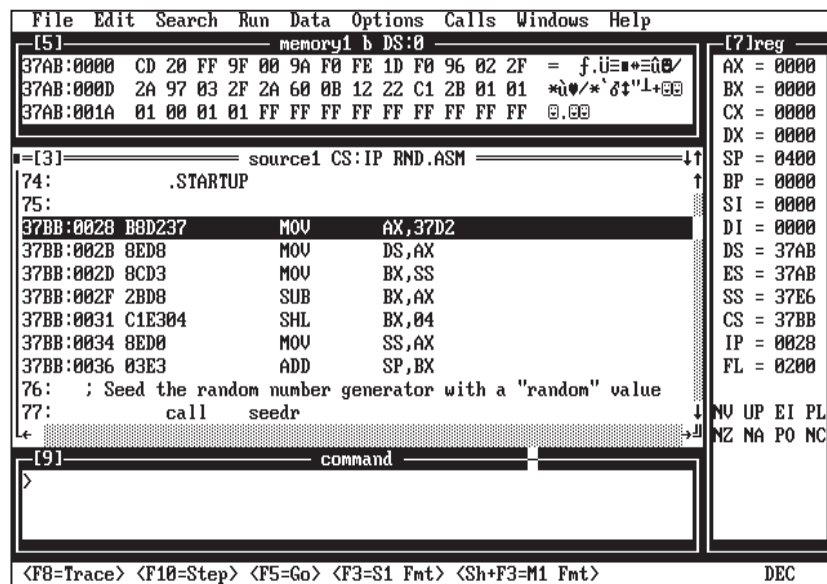 File Edit Search Run Data Options Calls Windows Help
[5] memory1 b DS:0
37AB:0000 CD 20 FF 9F 00 9A F0 FE 1D F0 96 02 2F = ƒ.Ü≡■↔≡û☻/
37AB:000D 2A 97 03 2F 2A 60 0B 12 22 C1 2B 01 01 *ù♥/*`♂↕"┴+☺☺
37AB:001A 01 00 01 01 FF FF FF FF FF FF FF FF FF ☺.☺☺
[3] source1 CS:IP RND.ASM
74: .STARTUP
75:
37BB:0028 B8D237 MOV AX,37D2
37BB:002B 8ED8 MOV DS,AX
37BB:002D 8CD3 MOV BX,SS
37BB:002F 2BD8 SUB BX,AX
37BB:0031 C1E304 SHL BX,04
37BB:0034 8ED0 MOV SS,AX
37BB:0036 03E3 ADD SP,BX
76: ; Seed the random number generator with a "random" value
77: call seedr
[9] command
>
[7]reg
AX = 0000
BX = 0000
CX = 0000
DX = 0000
SP = 0400
BP = 0000
SI = 0000
DI = 0000
DS = 37AB
ES = 37AB
SS = 37E6
CS = 37BB
IP = 0028
FL = 0200
NV UP EI PL
NZ NA PO NC
<F8=Trace> <F10=Step> <F5=Go> <F3=S1 Fmt> <Sh+F3=M1 Fmt> DEC